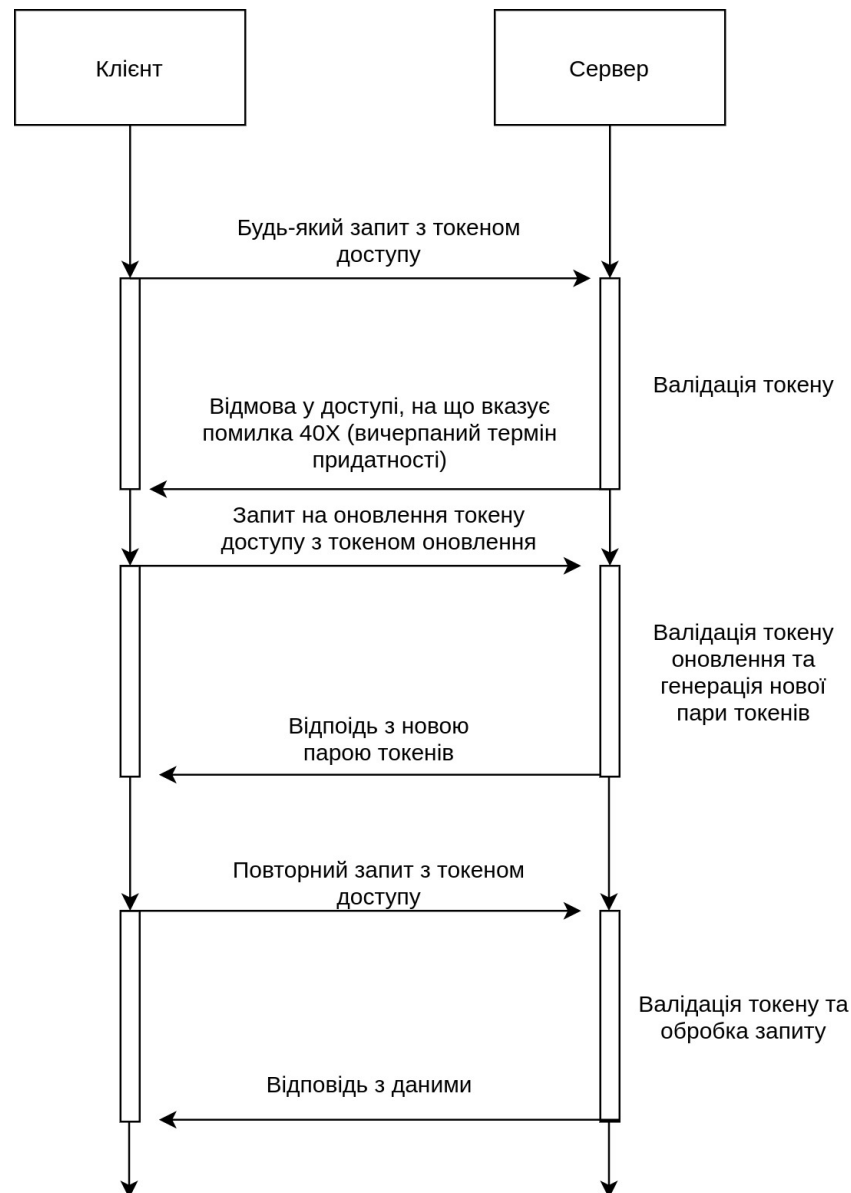 Клієнт
Сервер
Будь-який запит з токеном
доступу
Валідація токену
Відмова у доступі, на що вказує
помилка 40X (вичерпаний термін
придатності)
Запит на оновлення токену
доступу з токеном оновлення
Валідація токену
оновлення та
генерація нової
пари токенів
Відпоідь з новою
парою токенів
Повторний запит з токеном
доступу
Валідація токену та
обробка запиту
Відповідь з даними